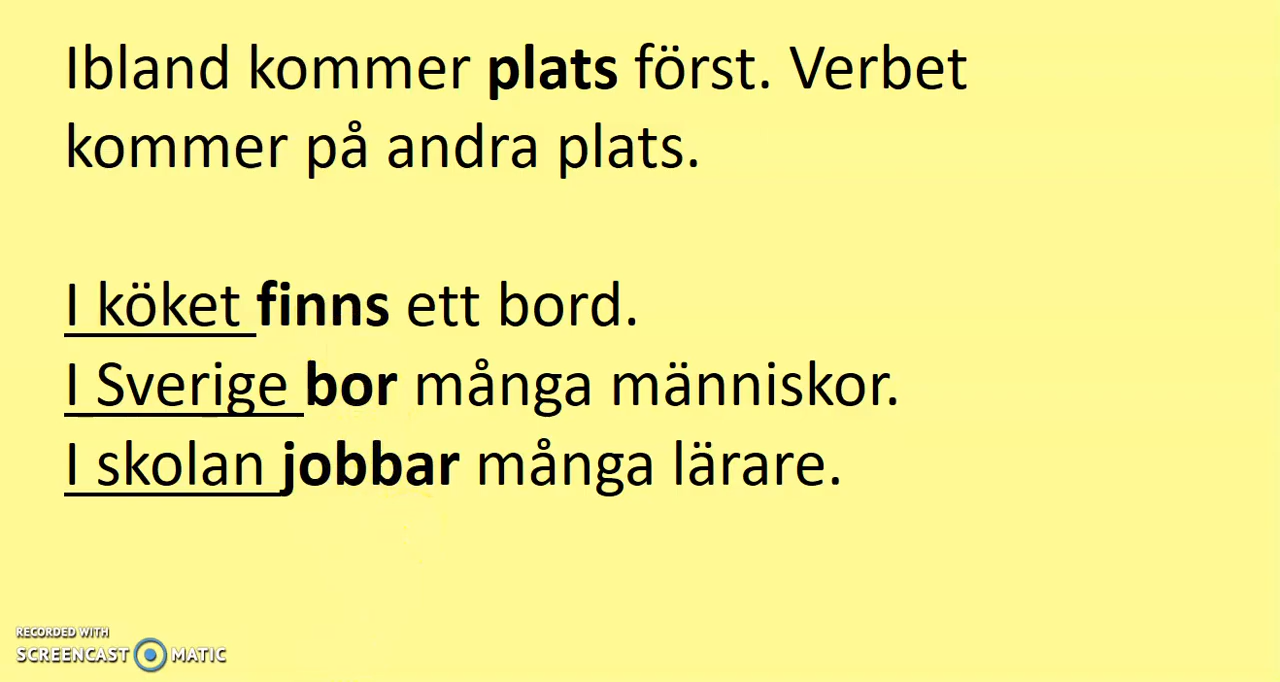 Ibland kommer plats först. Verbet
kommer på andra plats.
I köket finns ett bord.
I Sverige bor många människor.
I skolan jobbar många lärare.
RECORDED WITH
SCREENCAST MATIC